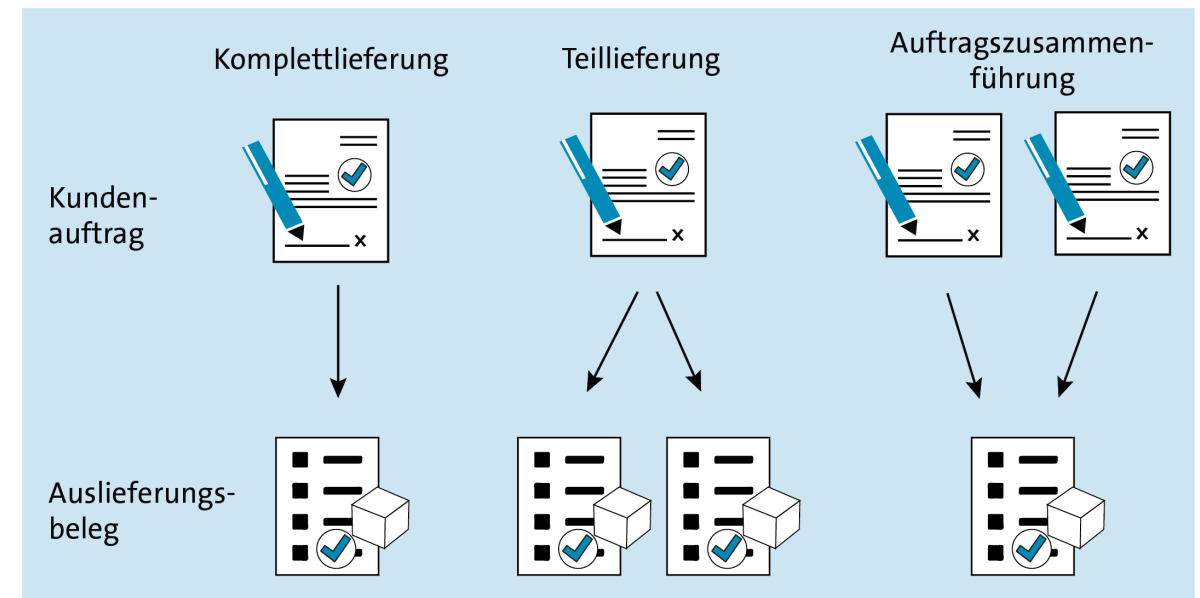 Komplettlieferung
Teillieferung
Auftragszusammen-
führung
Kunden-
auftrag
x
x
x
x
Auslieferungs-
beleg